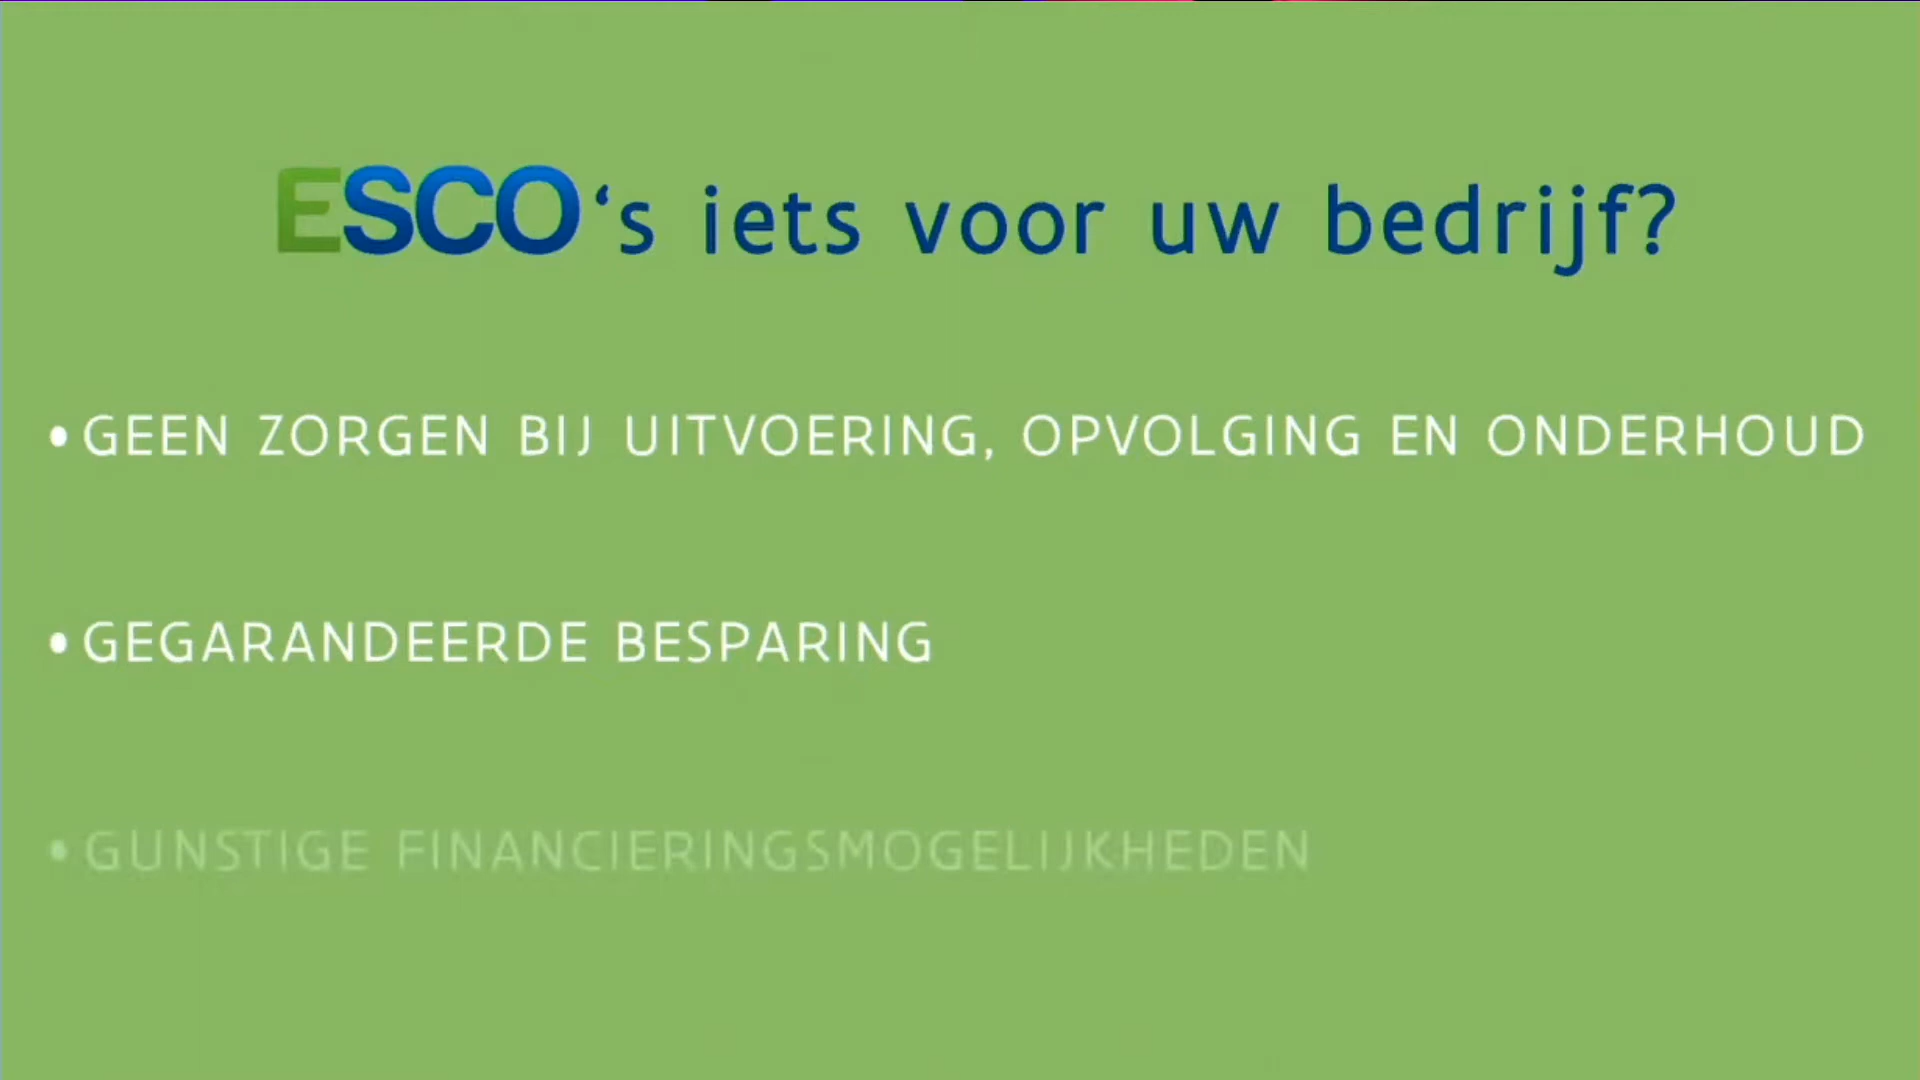 ESCO‘s iets voor uw bedrijf?
• GEEN ZORGEN BIJ UITVOERING, OPVOLGING EN ONDERHOUD
• GEGARANDEERDE BESPARING
• GUNSTIGE FINANCIERINGSMOGELIJKHEDEN